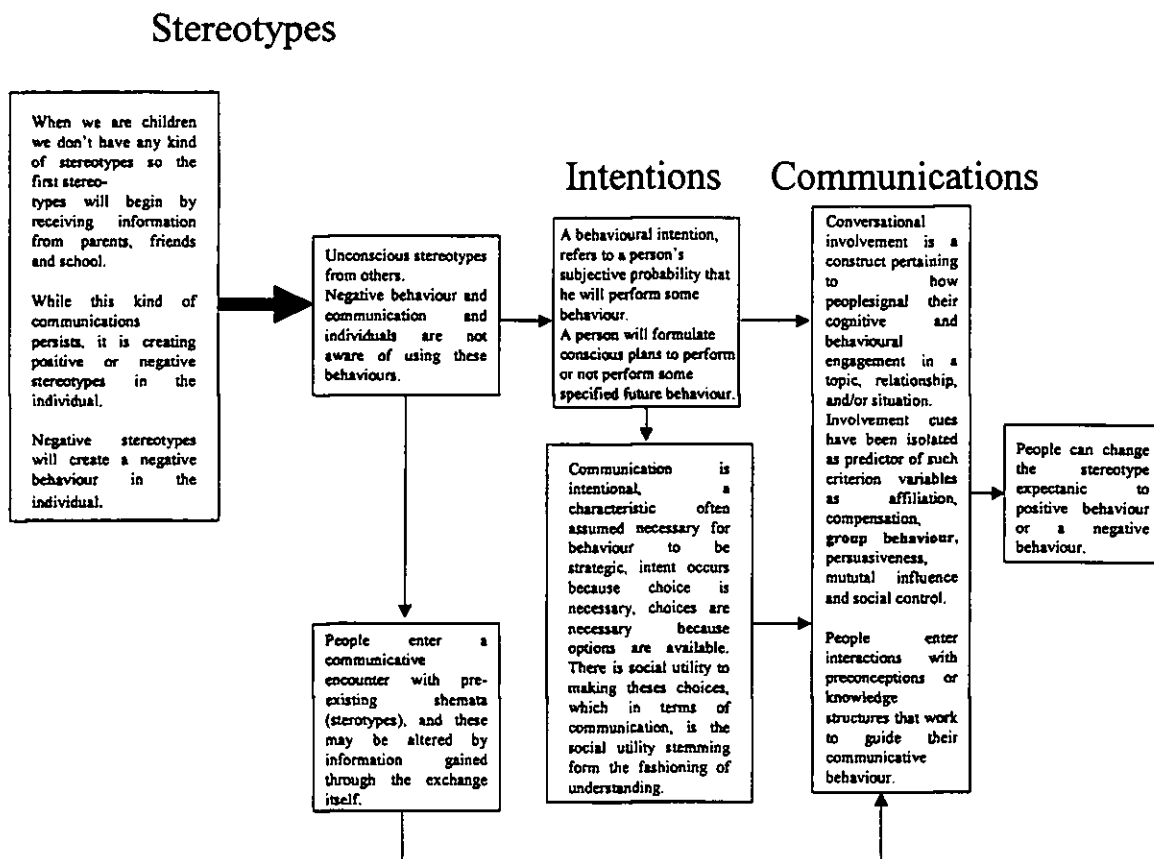 Stereotypes
When we are children
we don't have any kind
of stereotypes so the
first stereo-
types will begin by
receiving information
from parents, friends
and school.
While this kind of
communications
persists, it is creating
positive or negative
stereotypes in the
individual.
Negative stereotypes
will create a negative
behaviour in the
individual.
Unconscious stereotypes
from others.
Negative behaviour and
communication and
individuals are not
aware of using these
behaviours.
People enter a
communicative
encounter with pre-
existing shemata
(sterotypes), and these
may be altered by
information gained
through the exchange
itself.
Intentions
A behavioural intention,
refers to a person's
subjective probability that
he will perform some
behaviour.
A person will formulate
conscious plans to perform
or not perform some
specified future behaviour.
Communication is
intentional, a
characteristic often
assumed necessary for
behaviour to be
strategic, intent occurs
because choice is
necessary, choices are
necessary because
options are available.
There is social utility to
making theses choices,
which in terms of
communication, is the
social utility stemming
form the fashioning of
understanding.
Communications
Conversational
involvement is a
construct pertaining
to how
peoplesignal their
cognitive and
behavioural
engagement in a
topic, relationship,
and/or situation.
Involvement cues
have been isolated
as predictor of such
criterion variables
as affiliation,
compensation,
group behaviour,
persuasiveness,
mututal influence
and social control.
People enter
interactions with
preconceptions or
knowledge
structures that work
to guide their
communicative
behaviour.
People can change
the stereotype
expectanic to
positive behaviour
or a negative
behaviour.